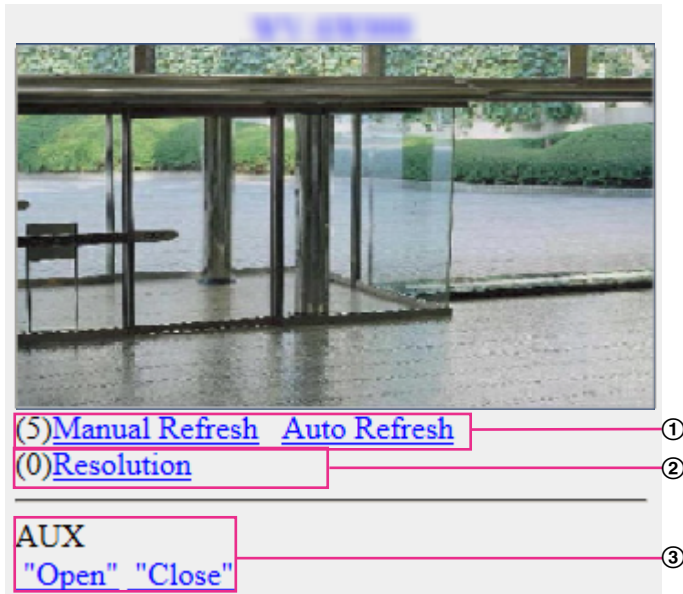 (5)Manual Refresh Auto Refresh
①
(0)Resolution
②
AUX
"Open" "Close"
③